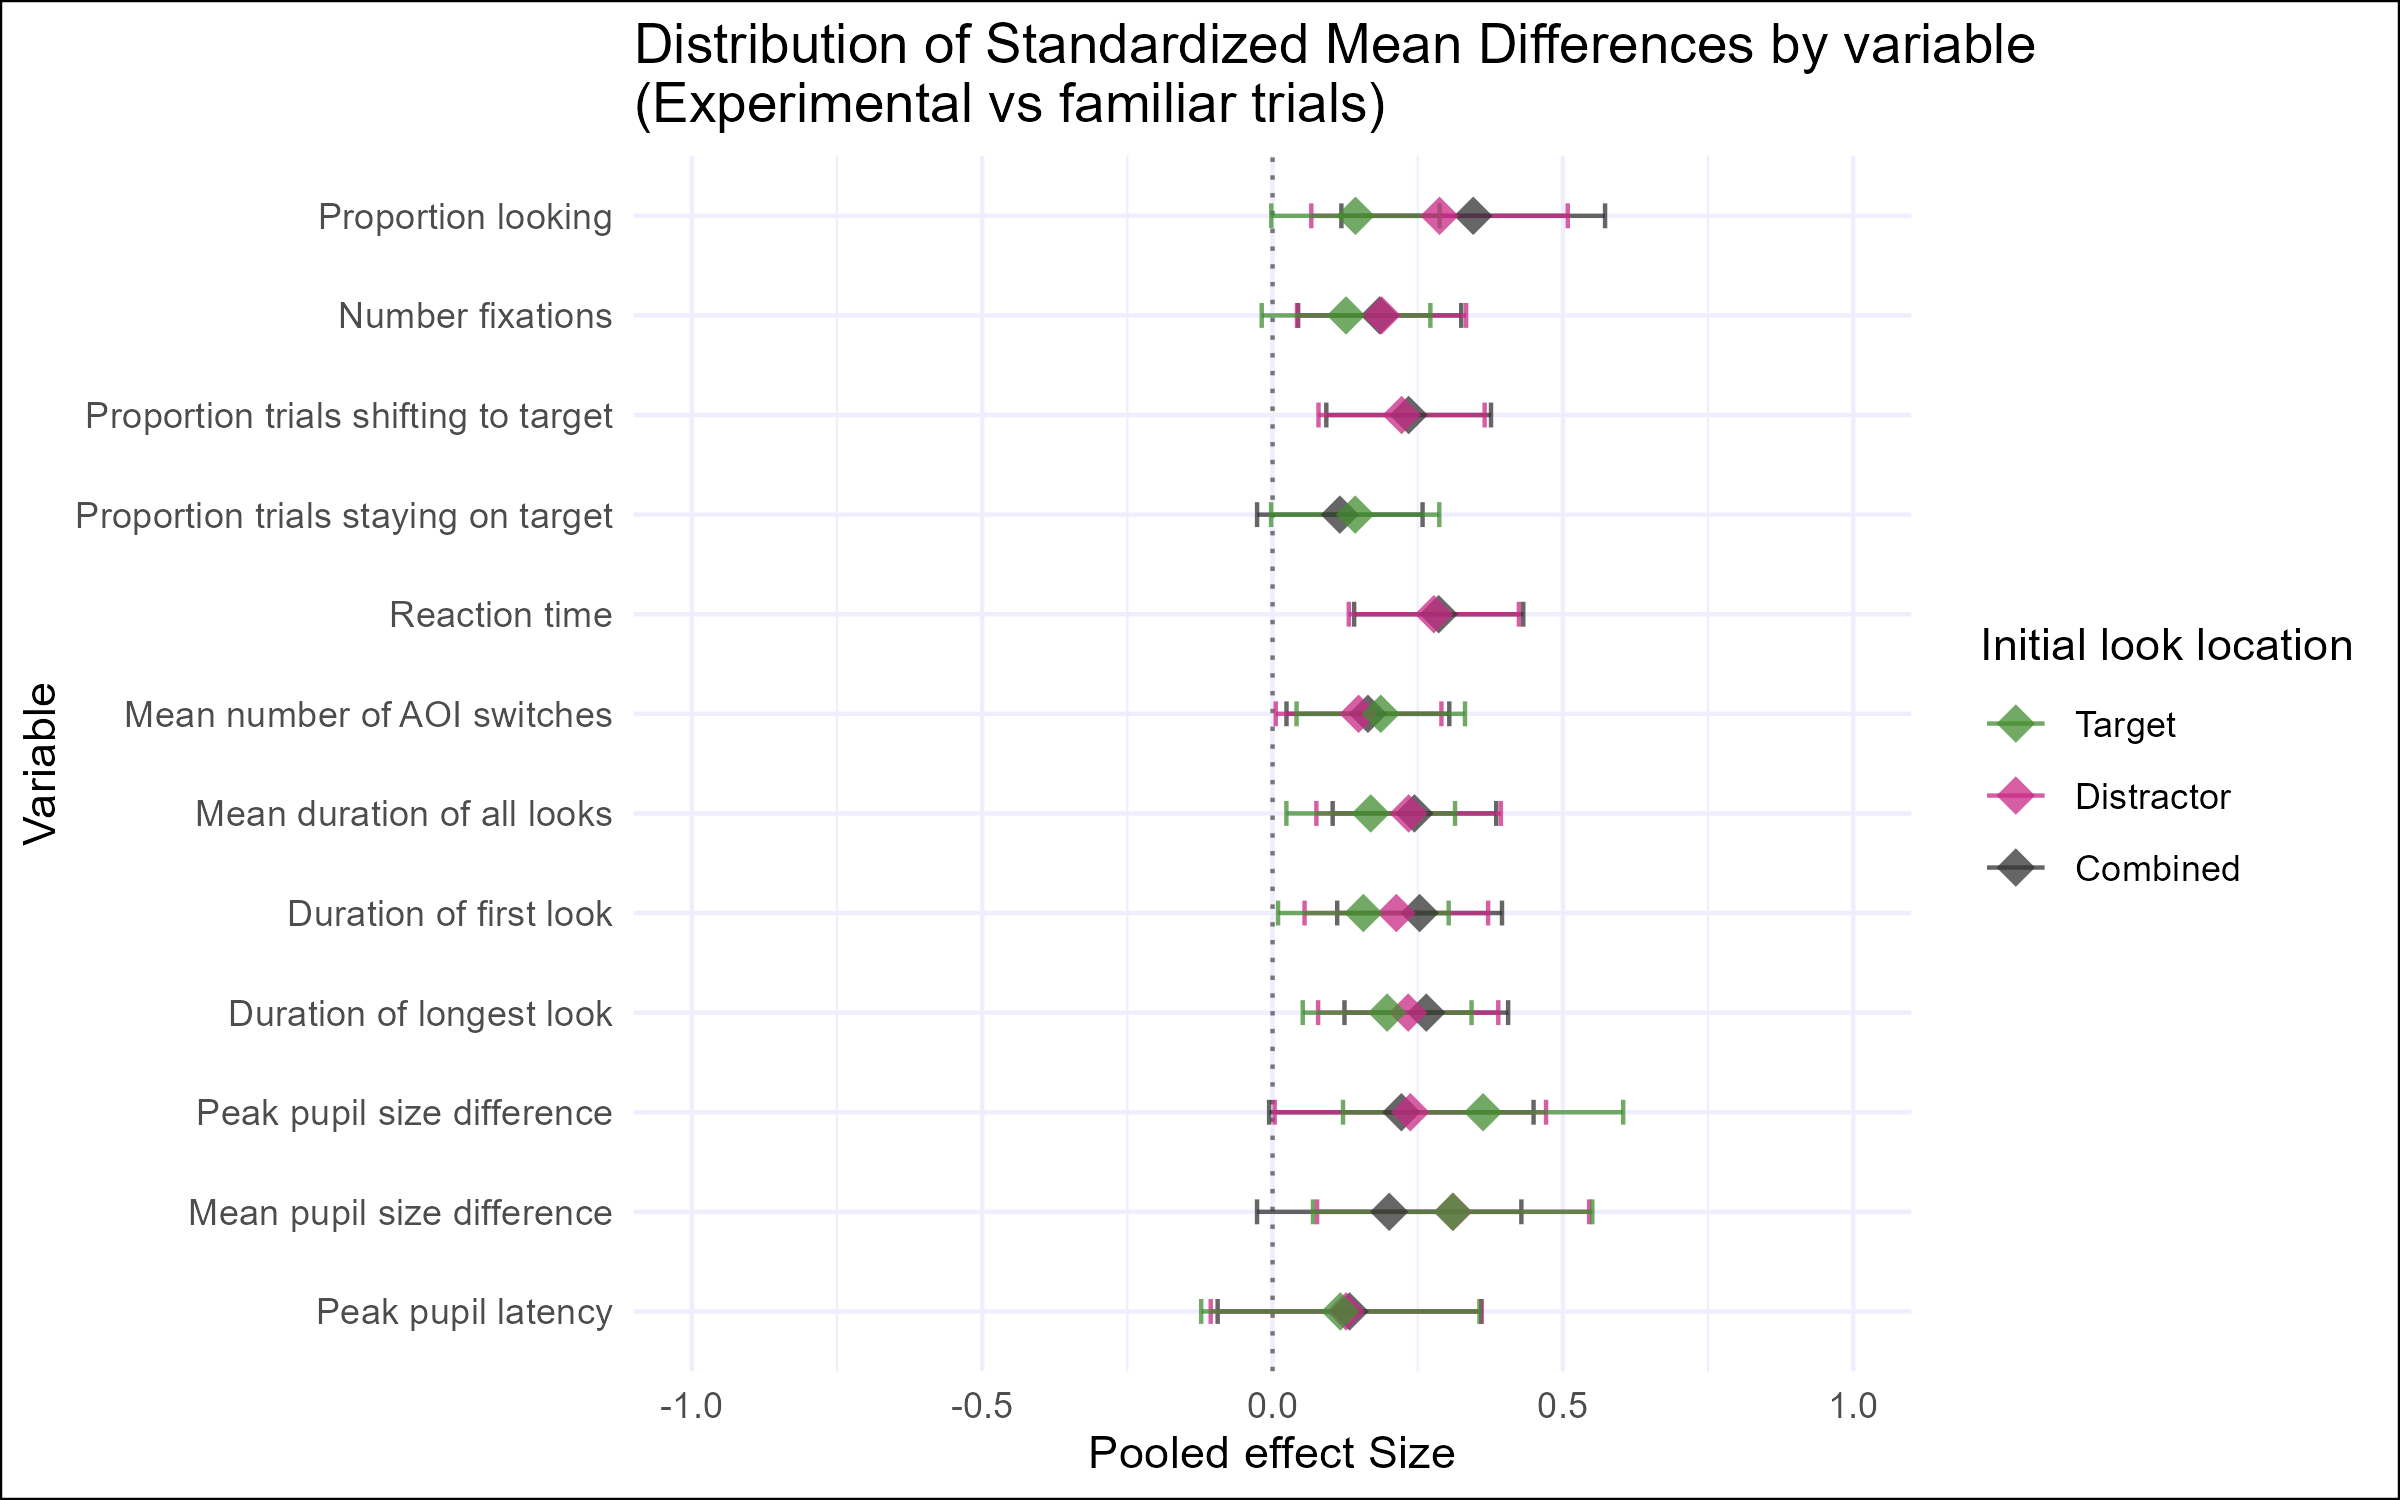 Distribution of Standardized Mean Differences by variable
(Experimental vs familiar trials)
Variable
Proportion looking
Number fixations
Proportion trials shifting to target
Proportion trials staying on target
Reaction time
Mean number of AOI switches
Mean duration of all looks
Duration of first look
Duration of longest look
Peak pupil size difference
Mean pupil size difference
Peak pupil latency
-1.0 -0.5 0.0 0.5 1.0
Pooled effect Size
Initial look location
Target
Distractor
Combined